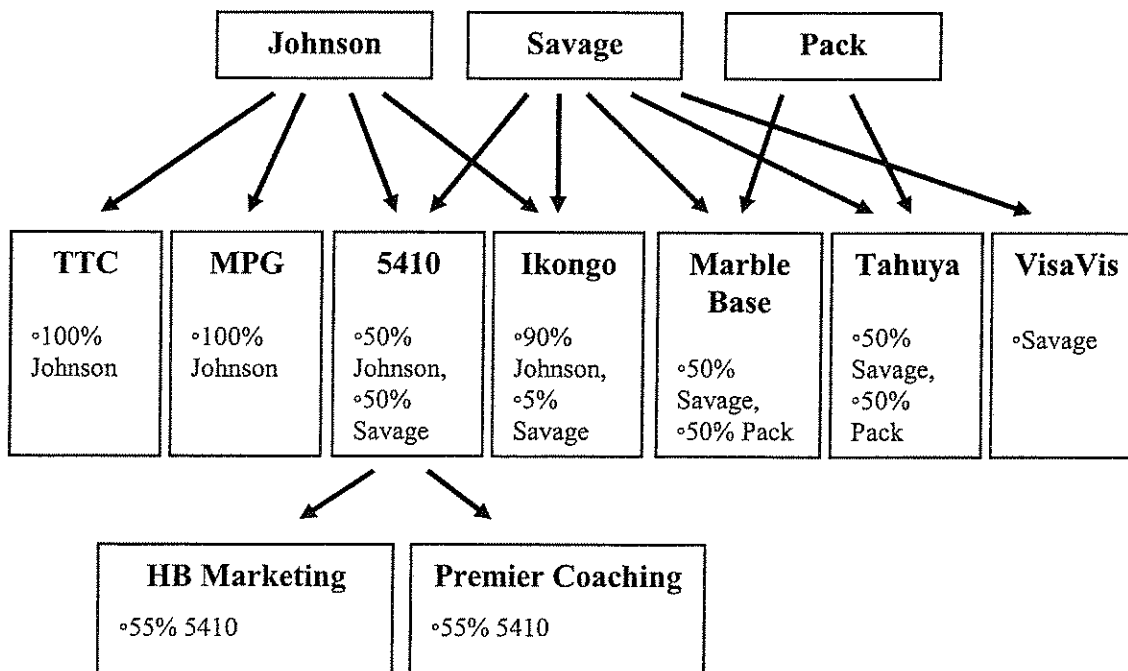 Johnson
Savage
Pack
TTC
◦100%
Johnson
MPG
◦100%
Johnson
5410
◦50%
Johnson,
◦50%
Savage
Ikongo
◦90%
Johnson,
◦5%
Savage
Marble
Base
◦50%
Savage,
◦50% Pack
Tahuya
◦50%
Savage,
◦50%
Pack
VisaVis
◦Savage
HB Marketing
◦55% 5410
Premier Coaching
◦55% 5410